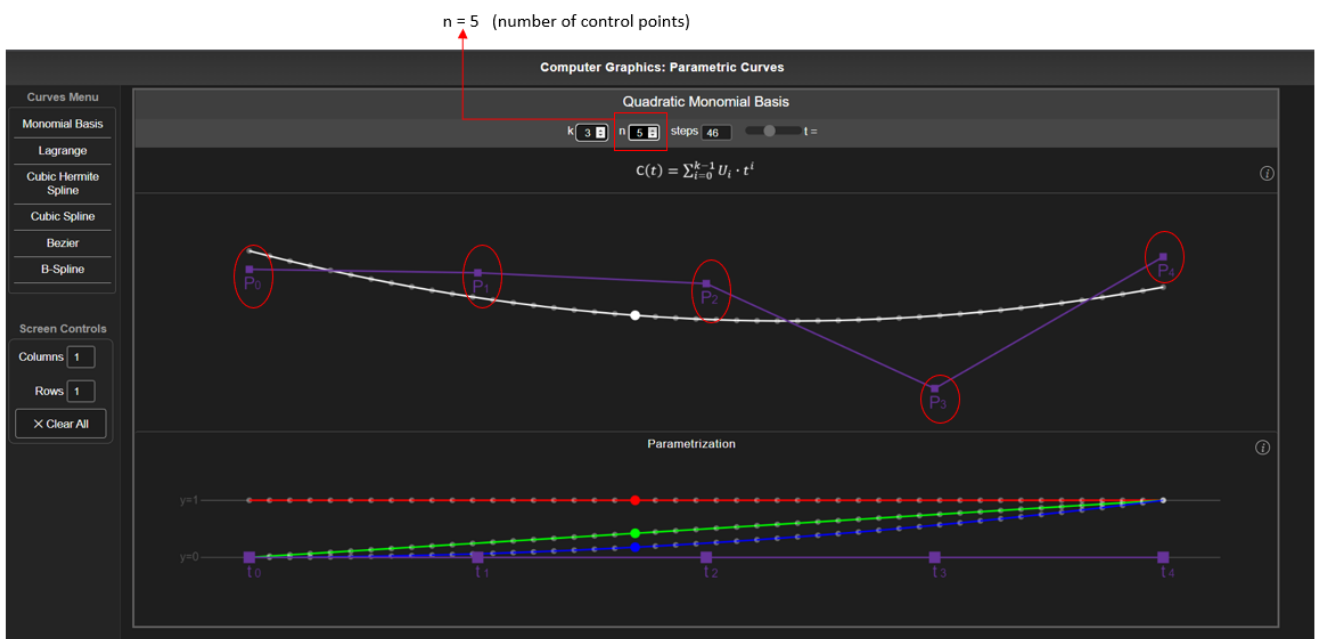 n = 5   (number of control points)
Computer Graphics: Parametric Curves
Curves Menu
Monomial Basis
Lagrange
Cubic Hermite
Spline
Cubic Spline
Bezier
B-Spline
Screen Controls
Columns 1
Rows 1
× Clear All
Quadratic Monomial Basis
k 3 n 5 steps 46 t =
C(t) = ∑_{i=0}^{k−1} U_i · t^i
i
P0
P1
P2
P3
P4
Parametrization
i
y=1
y=0
t0
t1
t2
t3
t4